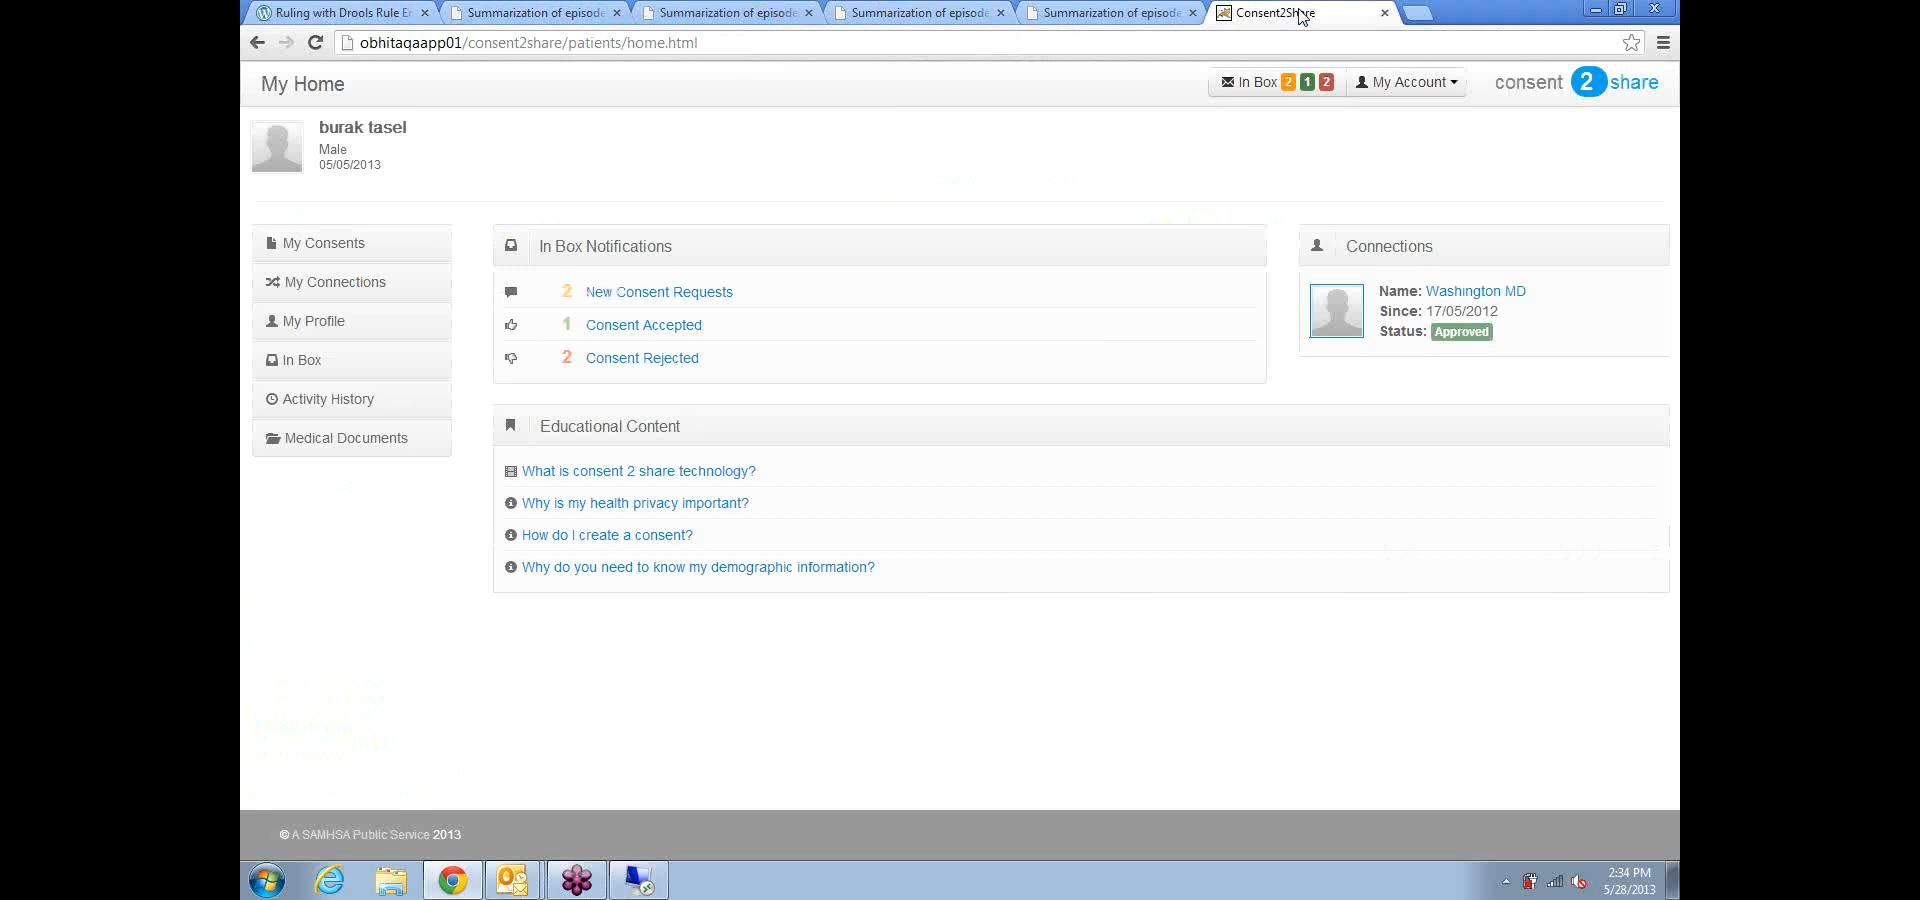 Ruling with Drools Rule Er
Summarization of episode
Summarization of episode
Summarization of episode
Summarization of episode
Consent2Share
obhitaqaapp01/consent2share/patients/home.html
My Home
In Box 2 1 2
My Account
consent 2 share
burak tasel
Male
05/05/2013
My Consents
My Connections
My Profile
In Box
Activity History
Medical Documents
In Box Notifications
2 New Consent Requests
1 Consent Accepted
2 Consent Rejected
Connections
Name: Washington MD
Since: 17/05/2012
Status: Approved
Educational Content
What is consent 2 share technology?
Why is my health privacy important?
How do I create a consent?
Why do you need to know my demographic information?
© A SAMHSA Public Service 2013
2:34 PM
5/28/2013